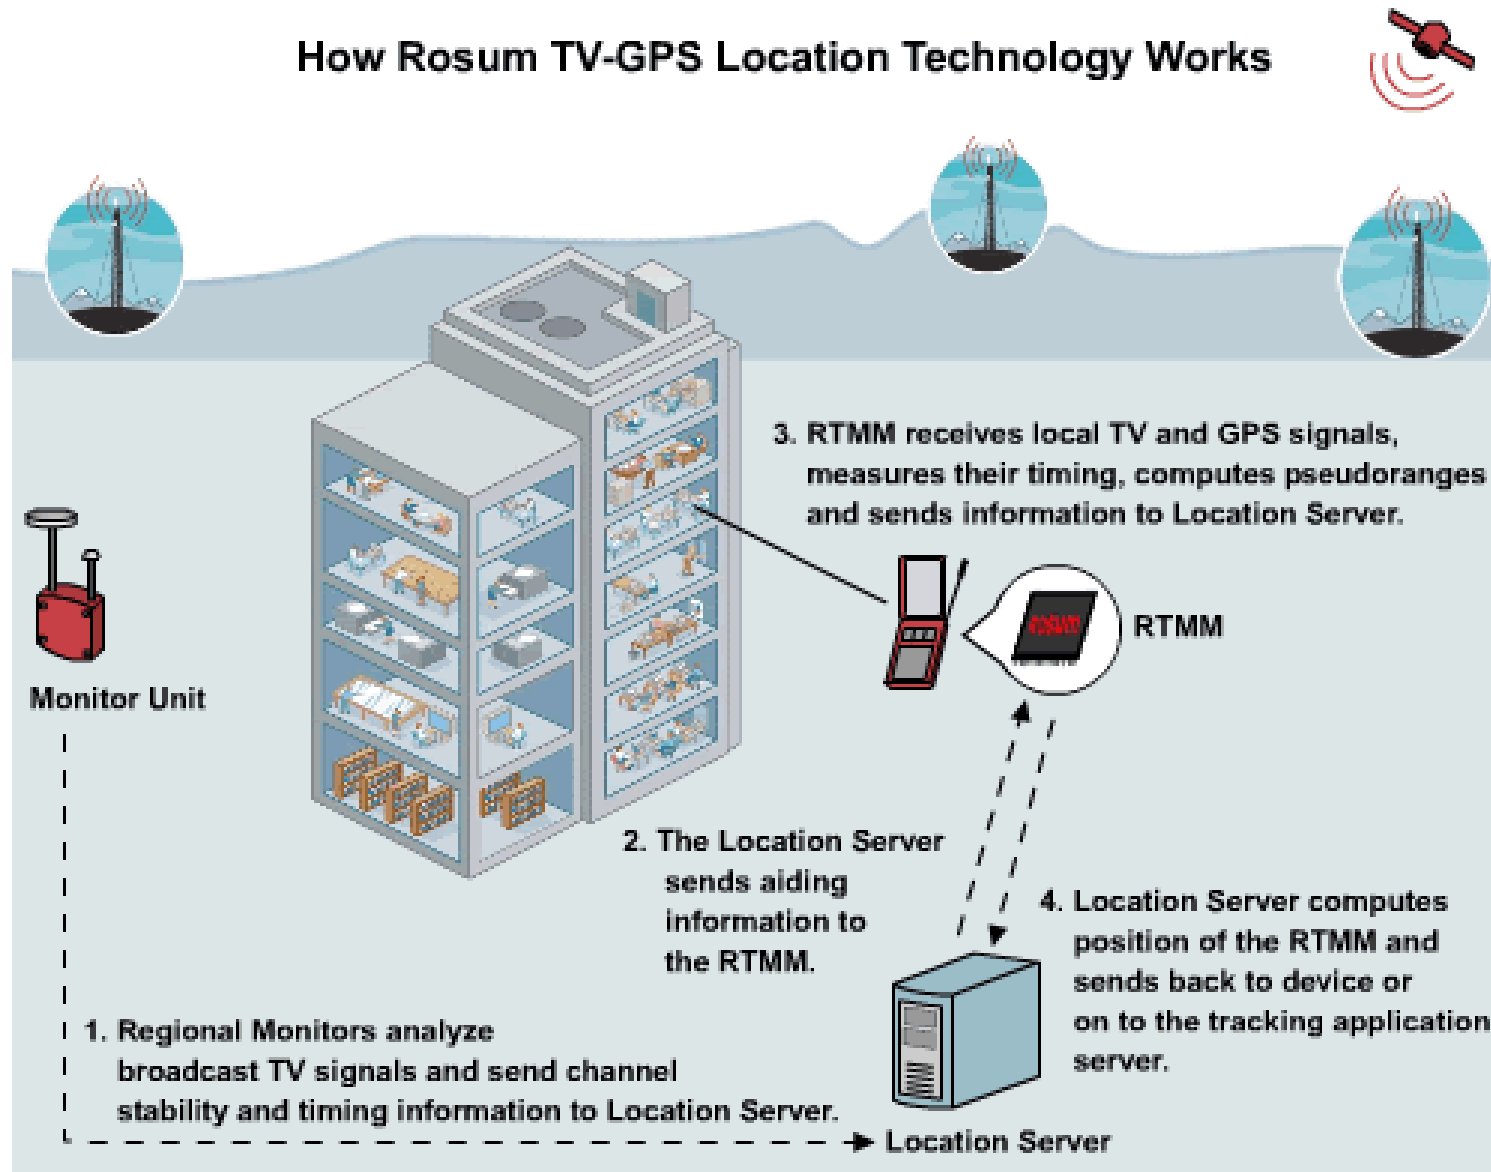 How Rosum TV-GPS Location Technology Works
3. RTMM receives local TV and GPS signals,
measures their timing, computes pseudoranges
and sends information to Location Server.
ROSUM
RTMM
Monitor Unit
2. The Location Server
sends aiding
information to
the RTMM.
4. Location Server computes
position of the RTMM and
sends back to device or
on to the tracking application
server.
1. Regional Monitors analyze
broadcast TV signals and send channel
stability and timing information to Location Server.
Location Server